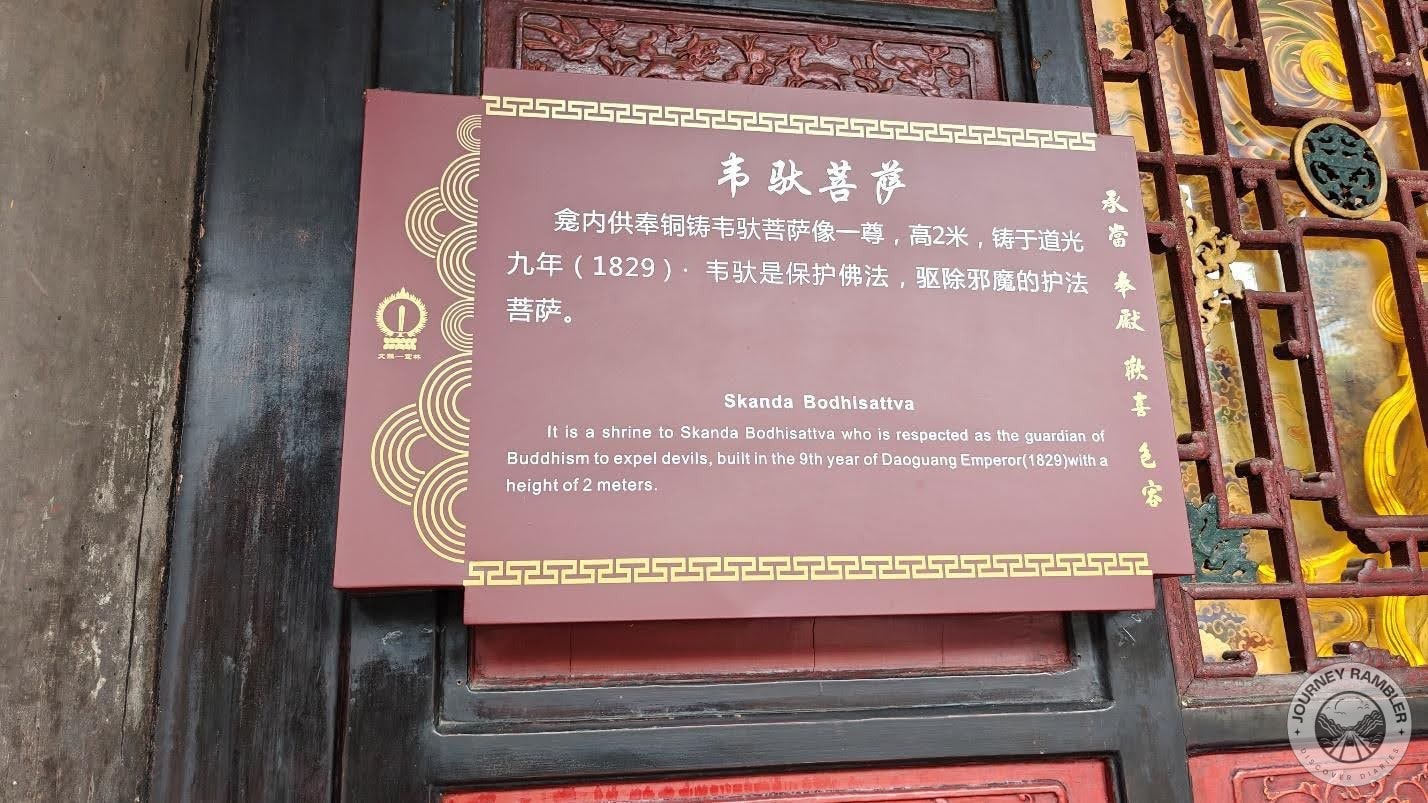 韦驮菩萨
龛内供奉铜铸韦驮菩萨像一尊，高2米，铸于道光
九年（1829）· 韦驮是保护佛法，驱除邪魔的护法
菩萨。
Skanda Bodhisattva
It is a shrine to Skanda Bodhisattva who is respected as the guardian of
Buddhism to expel devils, built in the 9th year of Daoguang Emperor(1829)with a
height of 2 meters.
承當 奉獻 歡喜 包容
JOURNEY RAMBLER
DISCOVER DIARIES